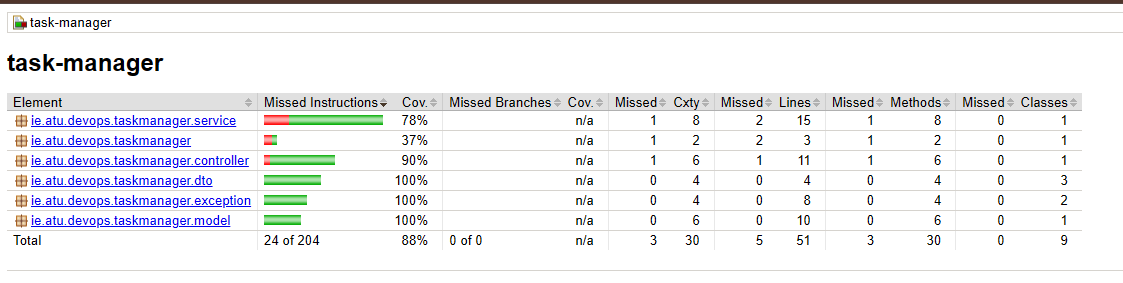 task-manager
task-manager
Element Missed Instructions Cov. Missed Branches Cov. Missed Cxty Missed Lines Missed Methods Missed Classes
ie.atu.devops.taskmanager.service 78% n/a 1 8 2 15 1 8 0 1
ie.atu.devops.taskmanager 37% n/a 1 2 2 3 1 2 0 1
ie.atu.devops.taskmanager.controller 90% n/a 1 6 1 11 1 6 0 1
ie.atu.devops.taskmanager.dto 100% n/a 0 4 0 4 0 4 0 3
ie.atu.devops.taskmanager.exception 100% n/a 0 4 0 8 0 4 0 2
ie.atu.devops.taskmanager.model 100% n/a 0 6 0 10 0 6 0 1
Total 24 of 204 88% 0 of 0 n/a 3 30 5 51 3 30 0 9